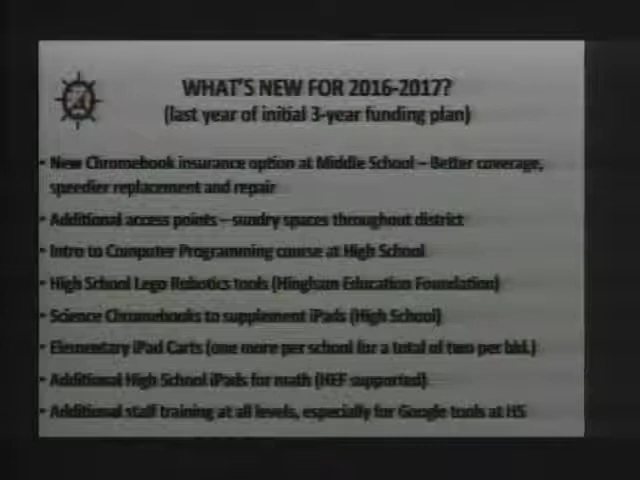 WHAT'S NEW FOR 2016-2017?
(last year of initial 3-year funding plan)
• New Chromebook insurance option at Middle School – Better coverage,
speedier replacement and repair
• Additional access points – sundry spaces throughout district
• Intro to Computer Programming course at High School
• High School Lego Robotics tools (Hingham Education Foundation)
• Science Chromebooks to supplement iPads (High School)
• Elementary iPad Carts (one more per school for a total of two per bld.)
• Additional High School iPads for math (HEF supported)
• Additional staff training at all levels, especially for Google tools at HS